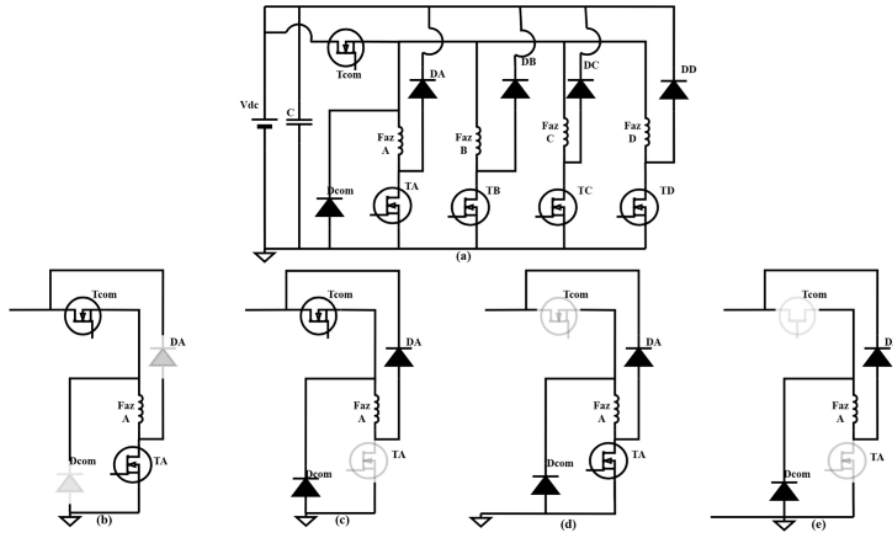 Tcom
DA
DB
DC
DD
Vdc
C
Faz
A
Faz
B
Faz
C
Faz
D
Dcom
TA
TB
TC
TD
(a)
Tcom
DA
Faz
A
Dcom
TA
(b)
Tcom
DA
Faz
A
Dcom
TA
(c)
Tcom
DA
Faz
A
Dcom
TA
(d)
Tcom
Faz
A
Dcom
TA
(e)